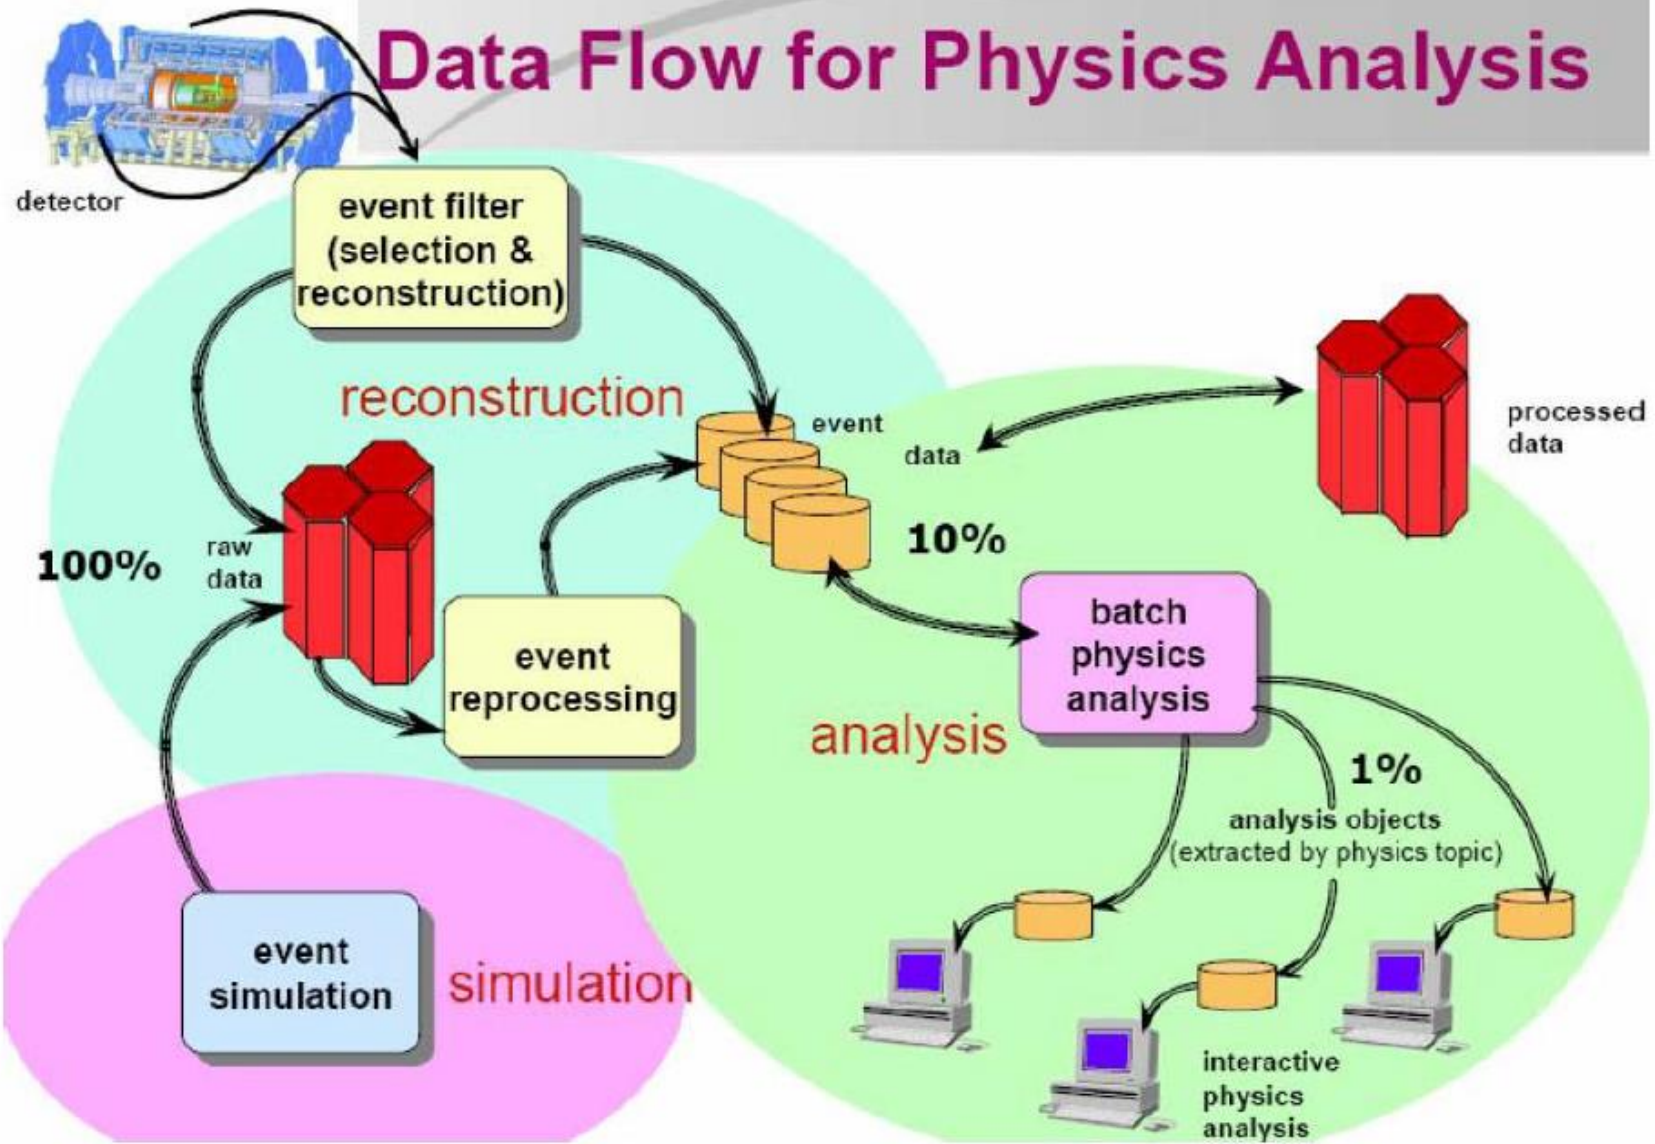 Data Flow for Physics Analysis
detector
event filter
(selection &
reconstruction)
reconstruction
event
data
processed
data
100%
raw
data
10%
event
reprocessing
batch
physics
analysis
analysis
1%
analysis objects
(extracted by physics topic)
event
simulation
simulation
interactive
physics
analysis